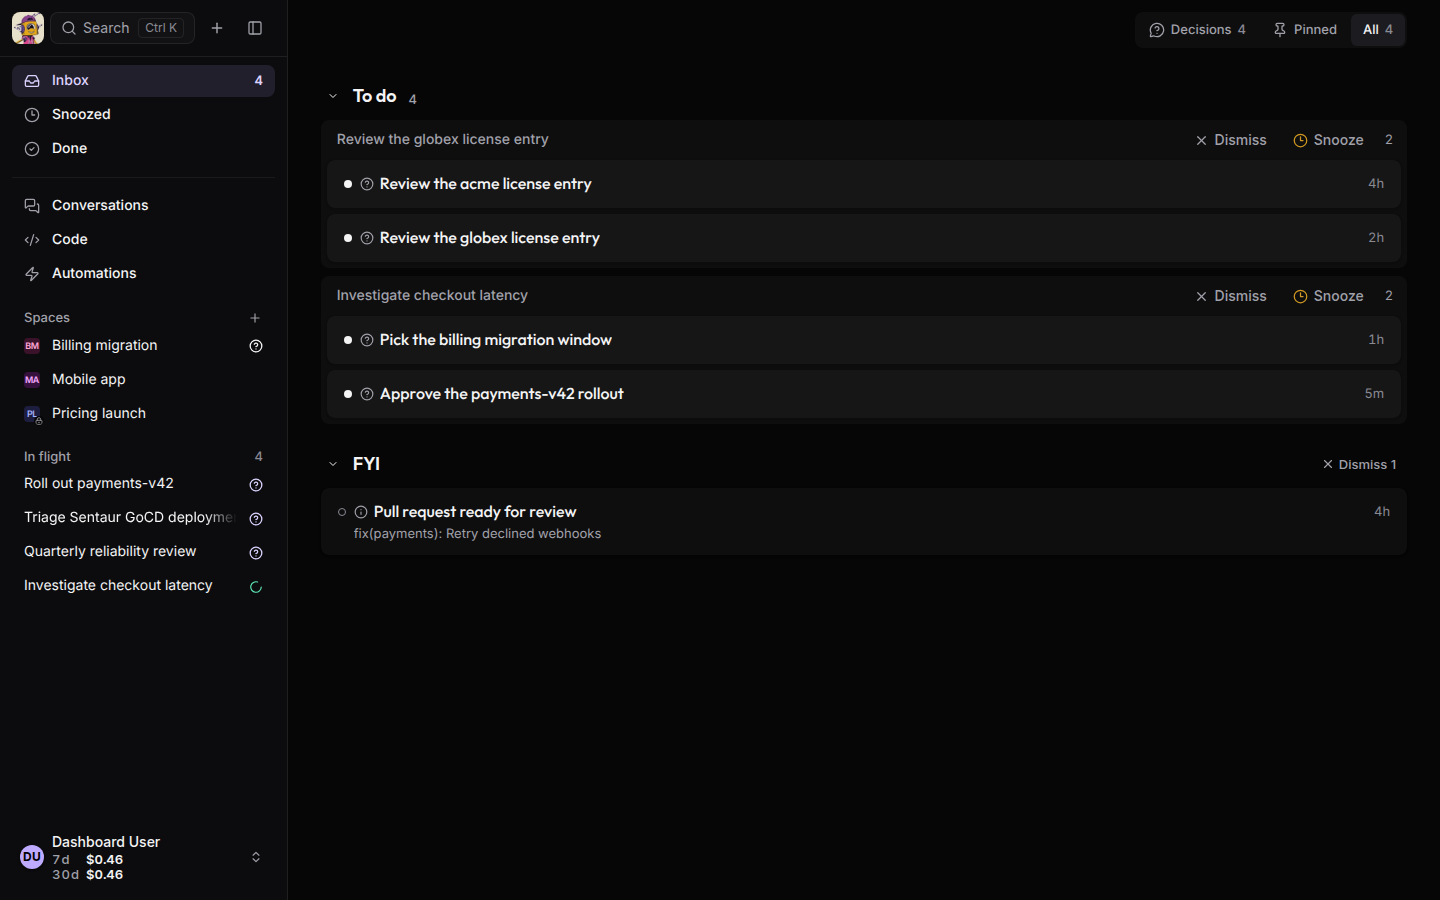 Search Ctrl K
Inbox 4
Snoozed
Done
Conversations
Code
Automations
Spaces
BM Billing migration
MA Mobile app
PL Pricing launch
In flight 4
Roll out payments-v42
Triage Sentaur GoCD deployme
Quarterly reliability review
Investigate checkout latency
DU Dashboard User
7d $0.46
30d $0.46
Decisions 4 Pinned All 4
To do 4
Review the globex license entry Dismiss Snooze 2
Review the acme license entry 4h
Review the globex license entry 2h
Investigate checkout latency Dismiss Snooze 2
Pick the billing migration window 1h
Approve the payments-v42 rollout 5m
FYI Dismiss 1
Pull request ready for review 4h
fix(payments): Retry declined webhooks